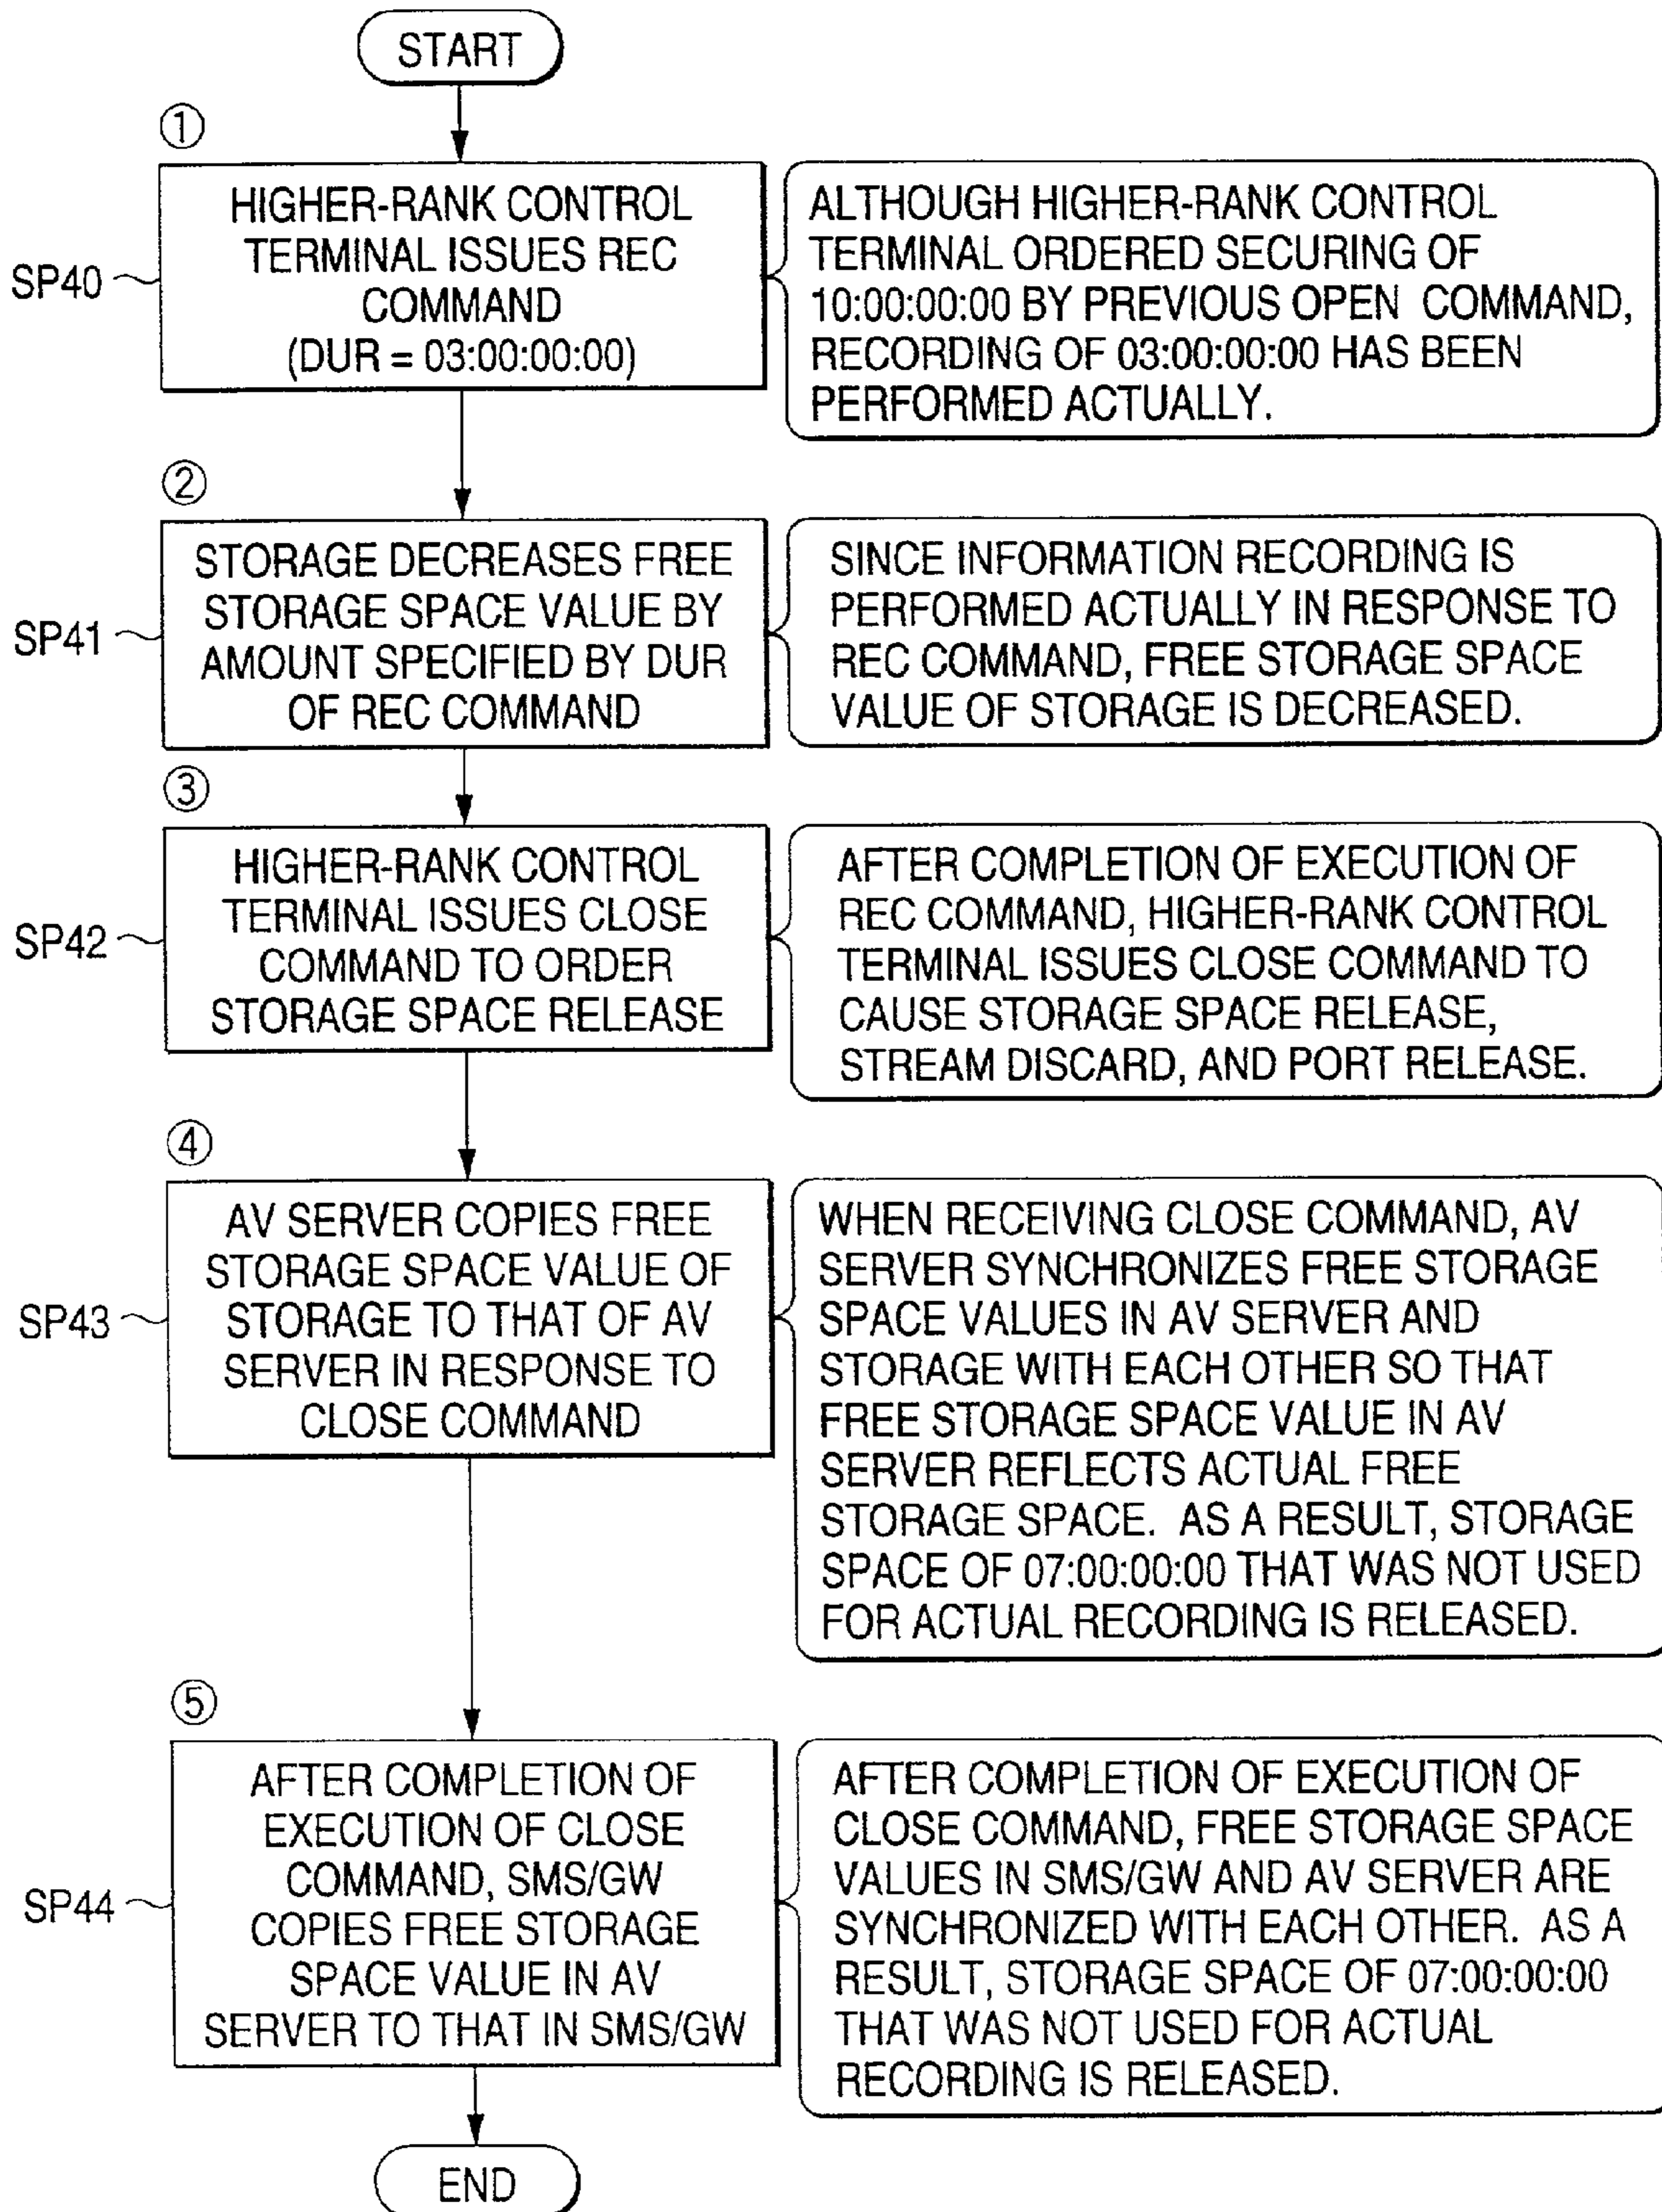 START
①
SP40
HIGHER-RANK CONTROL
TERMINAL ISSUES REC
COMMAND
(DUR = 03:00:00:00)
ALTHOUGH HIGHER-RANK CONTROL
TERMINAL ORDERED SECURING OF
10:00:00:00 BY PREVIOUS OPEN COMMAND,
RECORDING OF 03:00:00:00 HAS BEEN
PERFORMED ACTUALLY.
②
SP41
STORAGE DECREASES FREE
STORAGE SPACE VALUE BY
AMOUNT SPECIFIED BY DUR
OF REC COMMAND
SINCE INFORMATION RECORDING IS
PERFORMED ACTUALLY IN RESPONSE TO
REC COMMAND, FREE STORAGE SPACE
VALUE OF STORAGE IS DECREASED.
③
SP42
HIGHER-RANK CONTROL
TERMINAL ISSUES CLOSE
COMMAND TO ORDER
STORAGE SPACE RELEASE
AFTER COMPLETION OF EXECUTION OF
REC COMMAND, HIGHER-RANK CONTROL
TERMINAL ISSUES CLOSE COMMAND TO
CAUSE STORAGE SPACE RELEASE,
STREAM DISCARD, AND PORT RELEASE.
④
SP43
AV SERVER COPIES FREE
STORAGE SPACE VALUE OF
STORAGE TO THAT OF AV
SERVER IN RESPONSE TO
CLOSE COMMAND
WHEN RECEIVING CLOSE COMMAND, AV
SERVER SYNCHRONIZES FREE STORAGE
SPACE VALUES IN AV SERVER AND
STORAGE WITH EACH OTHER SO THAT
FREE STORAGE SPACE VALUE IN AV
SERVER REFLECTS ACTUAL FREE
STORAGE SPACE. AS A RESULT, STORAGE
SPACE OF 07:00:00:00 THAT WAS NOT USED
FOR ACTUAL RECORDING IS RELEASED.
⑤
SP44
AFTER COMPLETION OF
EXECUTION OF CLOSE
COMMAND, SMS/GW
COPIES FREE STORAGE
SPACE VALUE IN AV
SERVER TO THAT IN SMS/GW
AFTER COMPLETION OF EXECUTION OF
CLOSE COMMAND, FREE STORAGE SPACE
VALUES IN SMS/GW AND AV SERVER ARE
SYNCHRONIZED WITH EACH OTHER. AS A
RESULT, STORAGE SPACE OF 07:00:00:00
THAT WAS NOT USED FOR ACTUAL
RECORDING IS RELEASED.
END